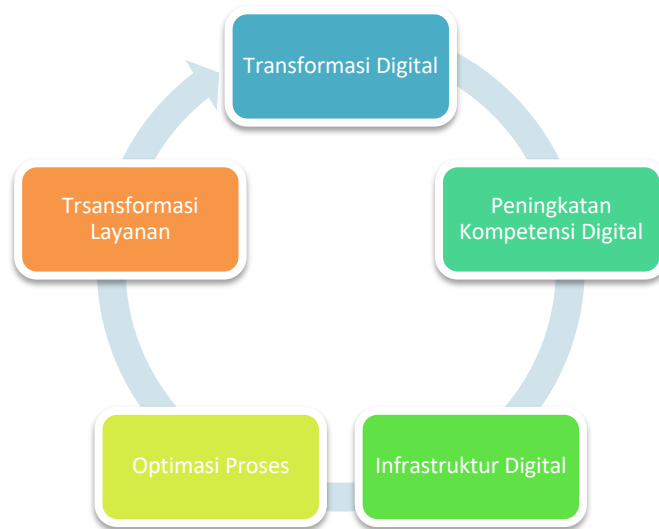 Transformasi Digital
Peningkatan
Kompetensi Digital
Infrastruktur Digital
Optimasi Proses
Trsansformasi
Layanan